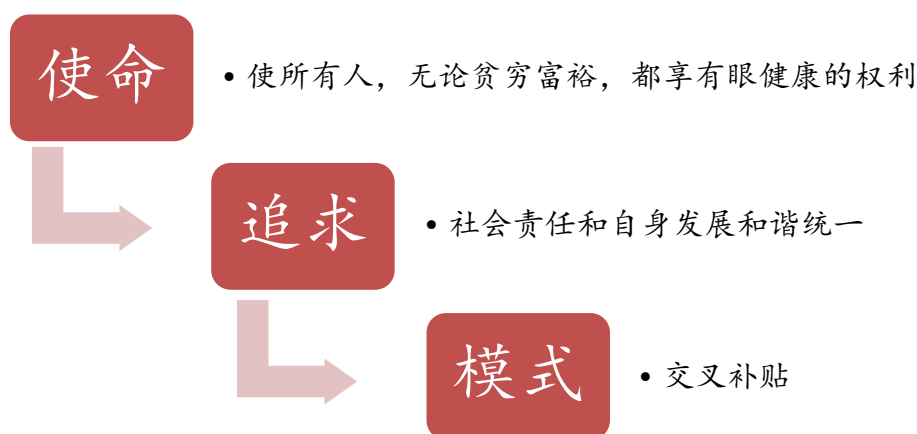 使命
• 使所有人，无论贫穷富裕，都享有眼健康的权利
追求
• 社会责任和自身发展和谐统一
模式
• 交叉补贴